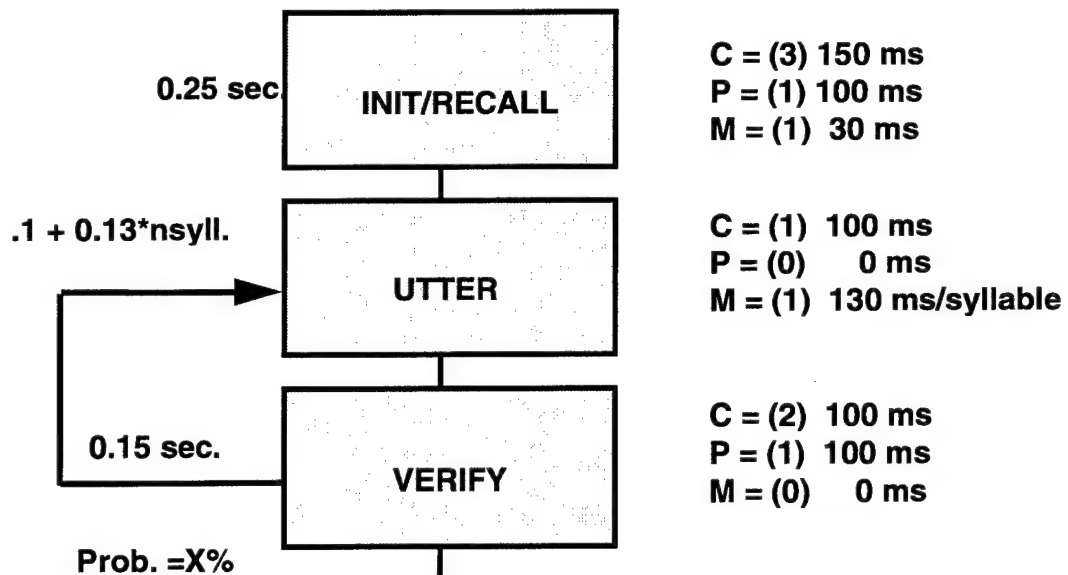 0.25 sec.
INIT/RECALL
C = (3) 150 ms
P = (1) 100 ms
M = (1) 30 ms
.1 + 0.13*nsyll.
UTTER
C = (1) 100 ms
P = (0) 0 ms
M = (1) 130 ms/syllable
0.15 sec.
VERIFY
C = (2) 100 ms
P = (1) 100 ms
M = (0) 0 ms
Prob. =X%